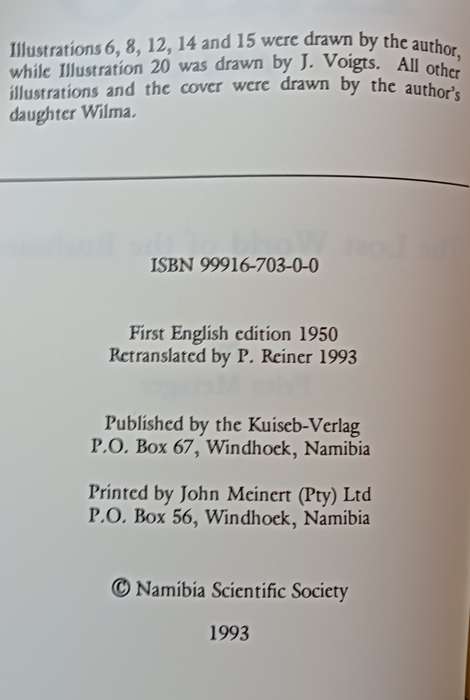 Illustrations 6, 8, 12, 14 and 15 were drawn by the author,
while Illustration 20 was drawn by J. Voigts. All other
illustrations and the cover were drawn by the author's
daughter Wilma.
ISBN 99916-703-0-0
First English edition 1950
Retranslated by P. Reiner 1993
Published by the Kuiseb-Verlag
P.O. Box 67, Windhoek, Namibia
Printed by John Meinert (Pty) Ltd
P.O. Box 56, Windhoek, Namibia
© Namibia Scientific Society
1993